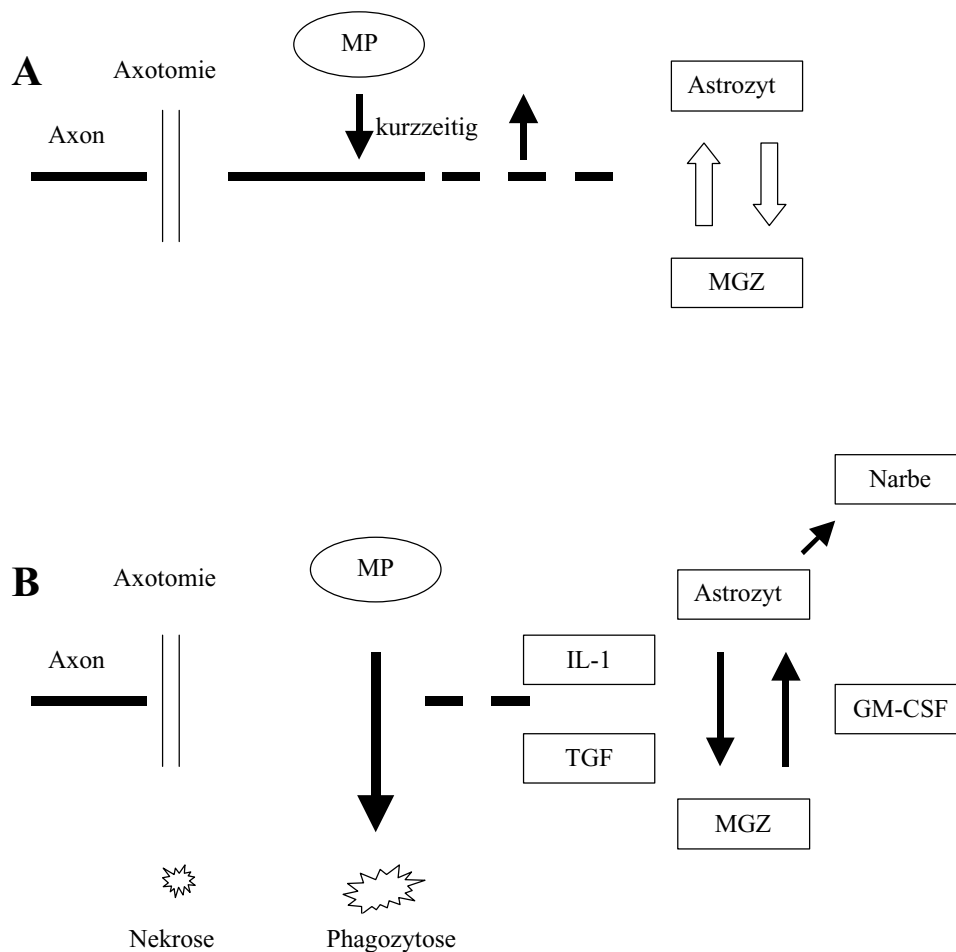 MP
A
Axotomie
Astrozyt
Axon
kurzzeitig
MGZ
Narbe
MP
B
Axotomie
Astrozyt
Axon
IL-1
GM-CSF
TGF
MGZ
Nekrose
Phagozytose